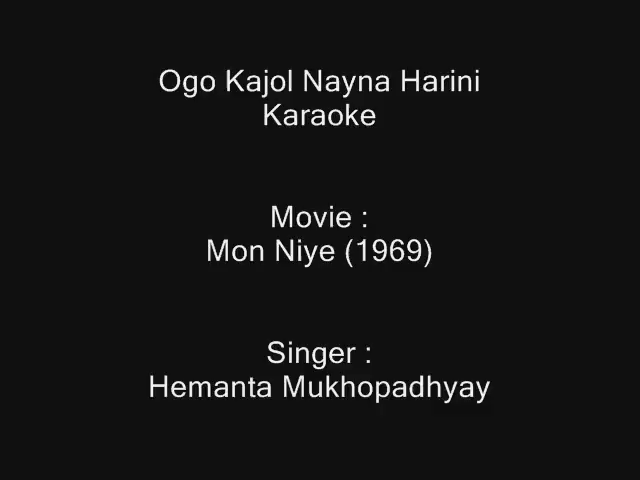 Ogo Kajol Nayna Harini
Karaoke
Movie :
Mon Niye (1969)
Singer :
Hemanta Mukhopadhyay